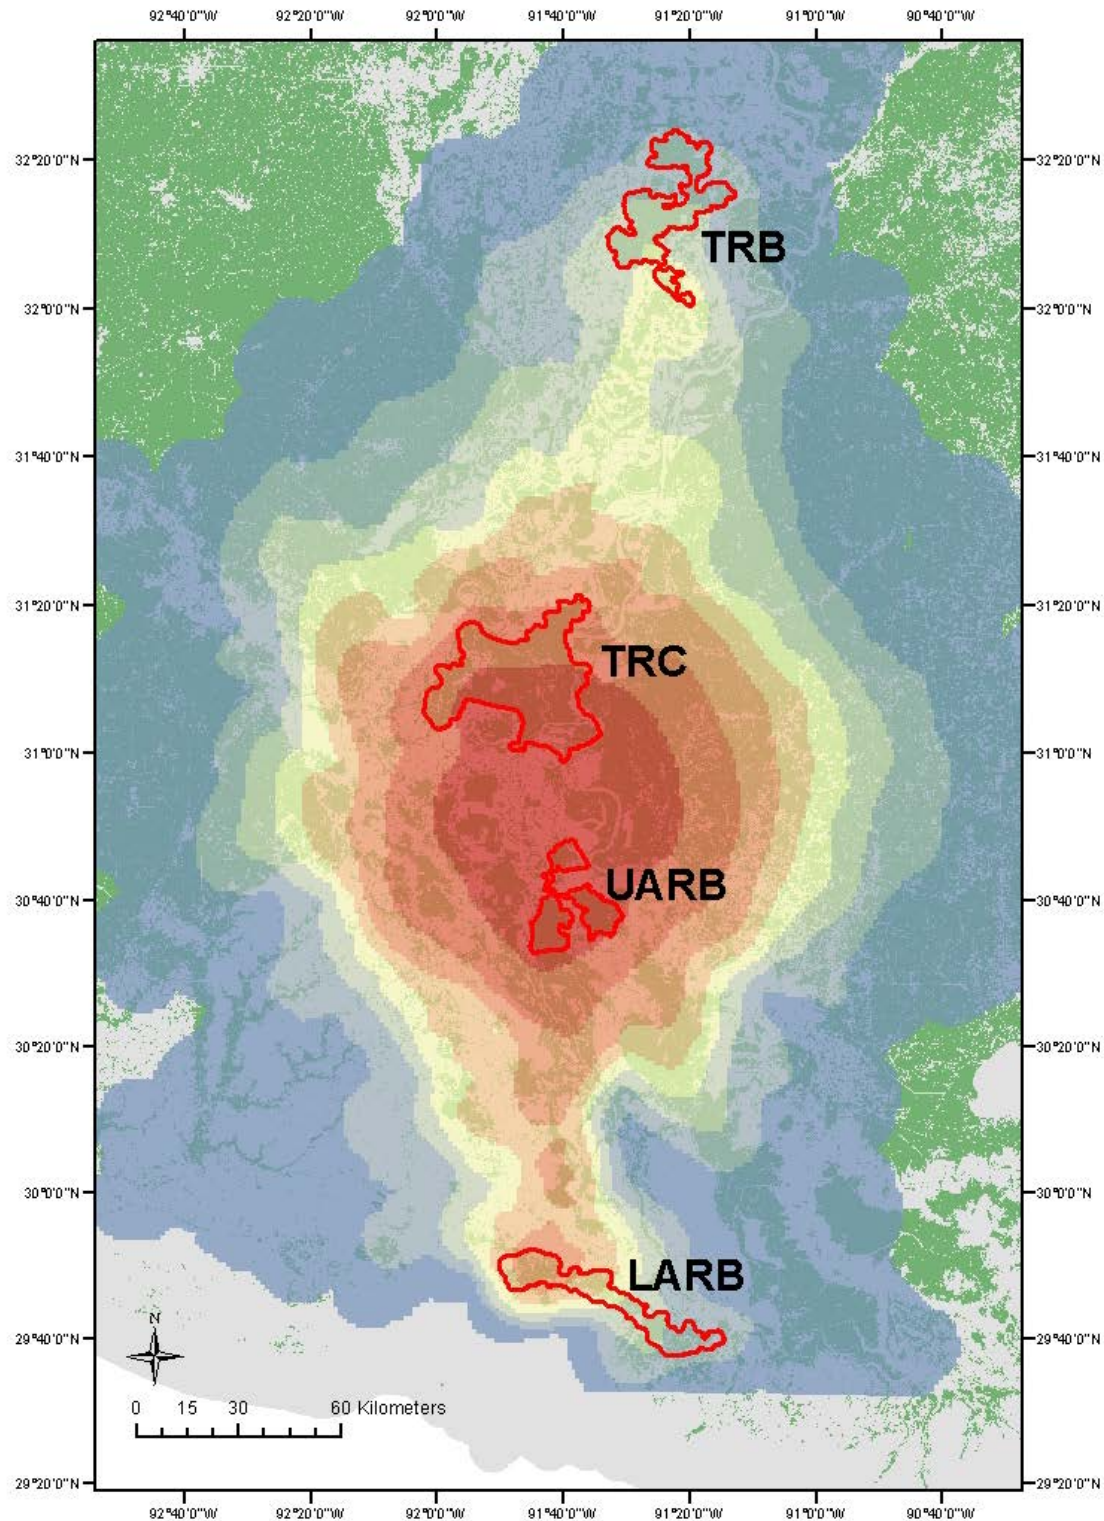 92°40'0"W 92°20'0"W 92°0'0"W 91°40'0"W 91°20'0"W 91°0'0"W 90°40'0"W
32°20'0"N 32°20'0"N
TRB
32°0'0"N 32°0'0"N
31°40'0"N 31°40'0"N
31°20'0"N 31°20'0"N
TRC
31°0'0"N 31°0'0"N
UARB
30°40'0"N 30°40'0"N
30°20'0"N 30°20'0"N
30°0'0"N 30°0'0"N
LARB
N
29°40'0"N 29°40'0"N
0 15 30 60 Kilometers
29°20'0"N 29°20'0"N
92°40'0"W 92°20'0"W 92°0'0"W 91°40'0"W 91°20'0"W 91°0'0"W 90°40'0"W